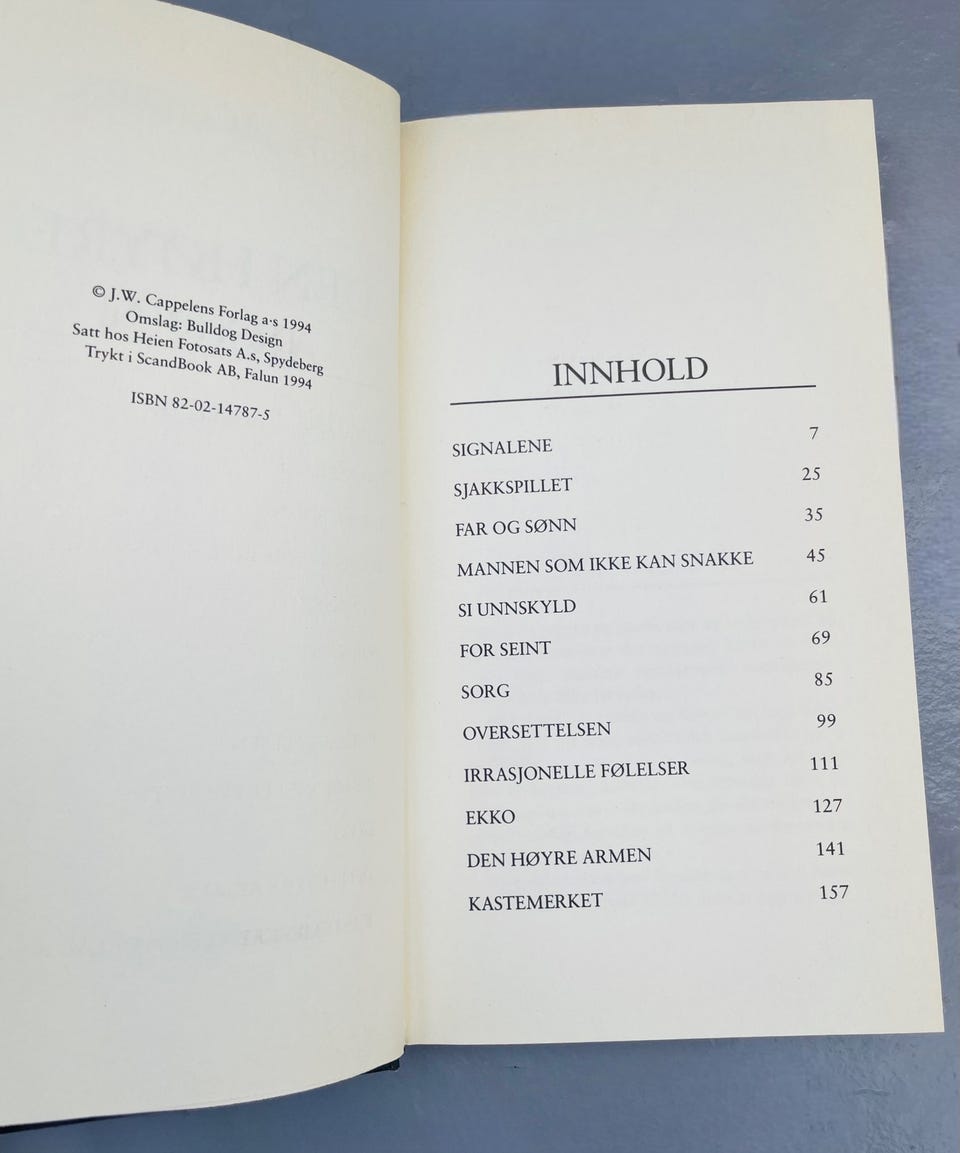 © J.W. Cappelens Forlag a·s 1994
Omslag: Bulldog Design
Satt hos Heien Fotosats A.s, Spydeberg
Trykt i ScandBook AB, Falun 1994
ISBN 82-02-14787-5
INNHOLD
SIGNALENE 7
SJAKKSPILLET 25
FAR OG SØNN 35
MANNEN SOM IKKE KAN SNAKKE 45
SI UNNSKYLD 61
FOR SEINT 69
SORG 85
OVERSETTELSEN 99
IRRASJONELLE FØLELSER 111
EKKO 127
DEN HØYRE ARMEN 141
KASTEMERKET 157